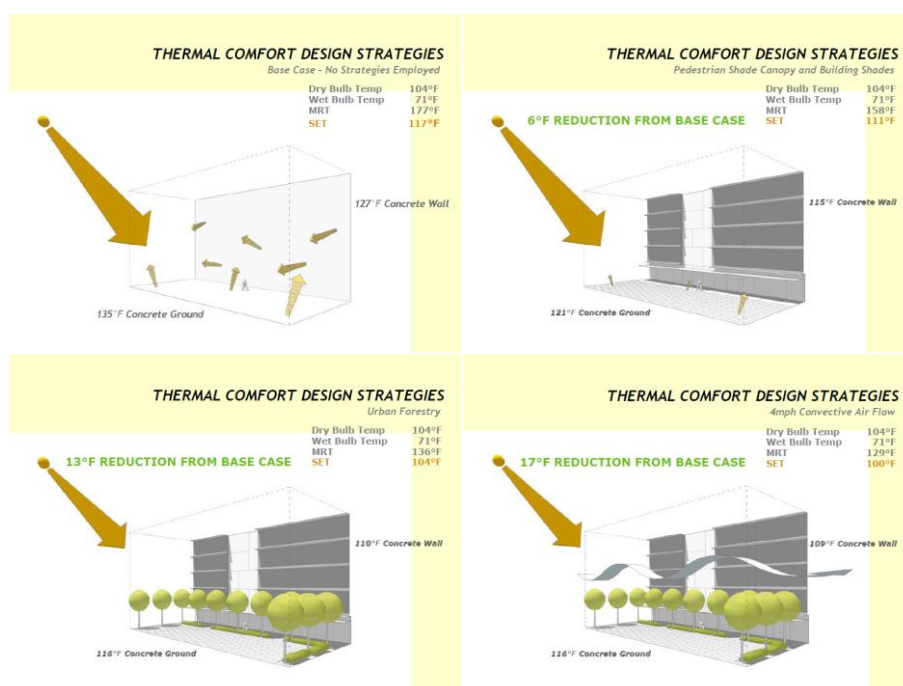 THERMAL COMFORT DESIGN STRATEGIES
Base Case - No Strategies Employed
Dry Bulb Temp 104°F
Wet Bulb Temp 71°F
MRT 177°F
SET 117°F
127°F Concrete Wall
135°F Concrete Ground
THERMAL COMFORT DESIGN STRATEGIES
Pedestrian Shade Canopy and Building Shades
Dry Bulb Temp 104°F
Wet Bulb Temp 71°F
MRT 158°F
6°F REDUCTION FROM BASE CASE SET 111°F
115°F Concrete Wall
121°F Concrete Ground
THERMAL COMFORT DESIGN STRATEGIES
Urban Forestry
Dry Bulb Temp 104°F
Wet Bulb Temp 71°F
MRT 136°F
13°F REDUCTION FROM BASE CASE SET 104°F
110°F Concrete Wall
116°F Concrete Ground
THERMAL COMFORT DESIGN STRATEGIES
4mph Convective Air Flow
Dry Bulb Temp 104°F
Wet Bulb Temp 71°F
MRT 129°F
17°F REDUCTION FROM BASE CASE SET 100°F
109°F Concrete Wall
116°F Concrete Ground